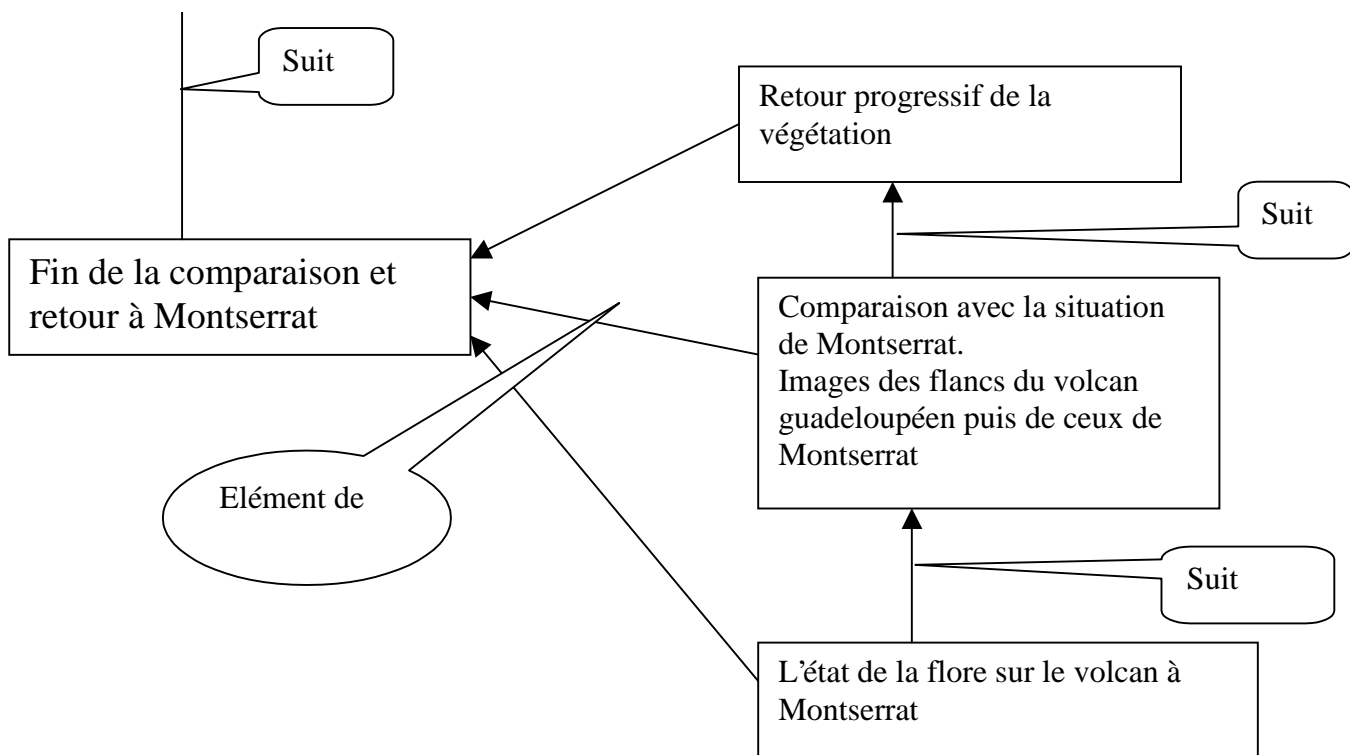 Suit
Retour progressif de la
végétation
Suit
Fin de la comparaison et
retour à Montserrat
Comparaison avec la situation
de Montserrat.
Images des flancs du volcan
guadeloupéen puis de ceux de
Montserrat
Elément de
Suit
L’état de la flore sur le volcan à
Montserrat